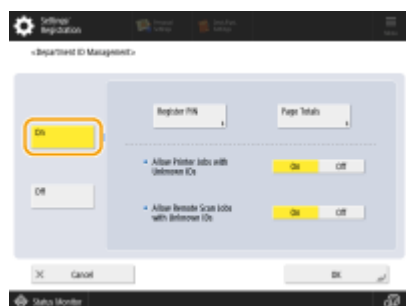 Settings/
Registration
Menu
<Department ID Management>
Register PIN
Page Totals
On
Allow Printer Jobs with
Unknown IDs
On
Off
Off
Allow Remote Scan Jobs
with Unknown IDs
On
Off
Cancel
OK
Status Monitor